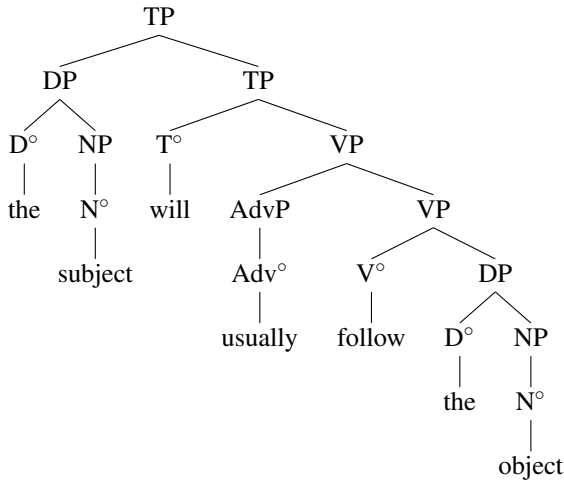 TP
DP TP
D° NP T° VP
the N° will AdvP VP
subject Adv° V° DP
usually follow D° NP
the N°
object